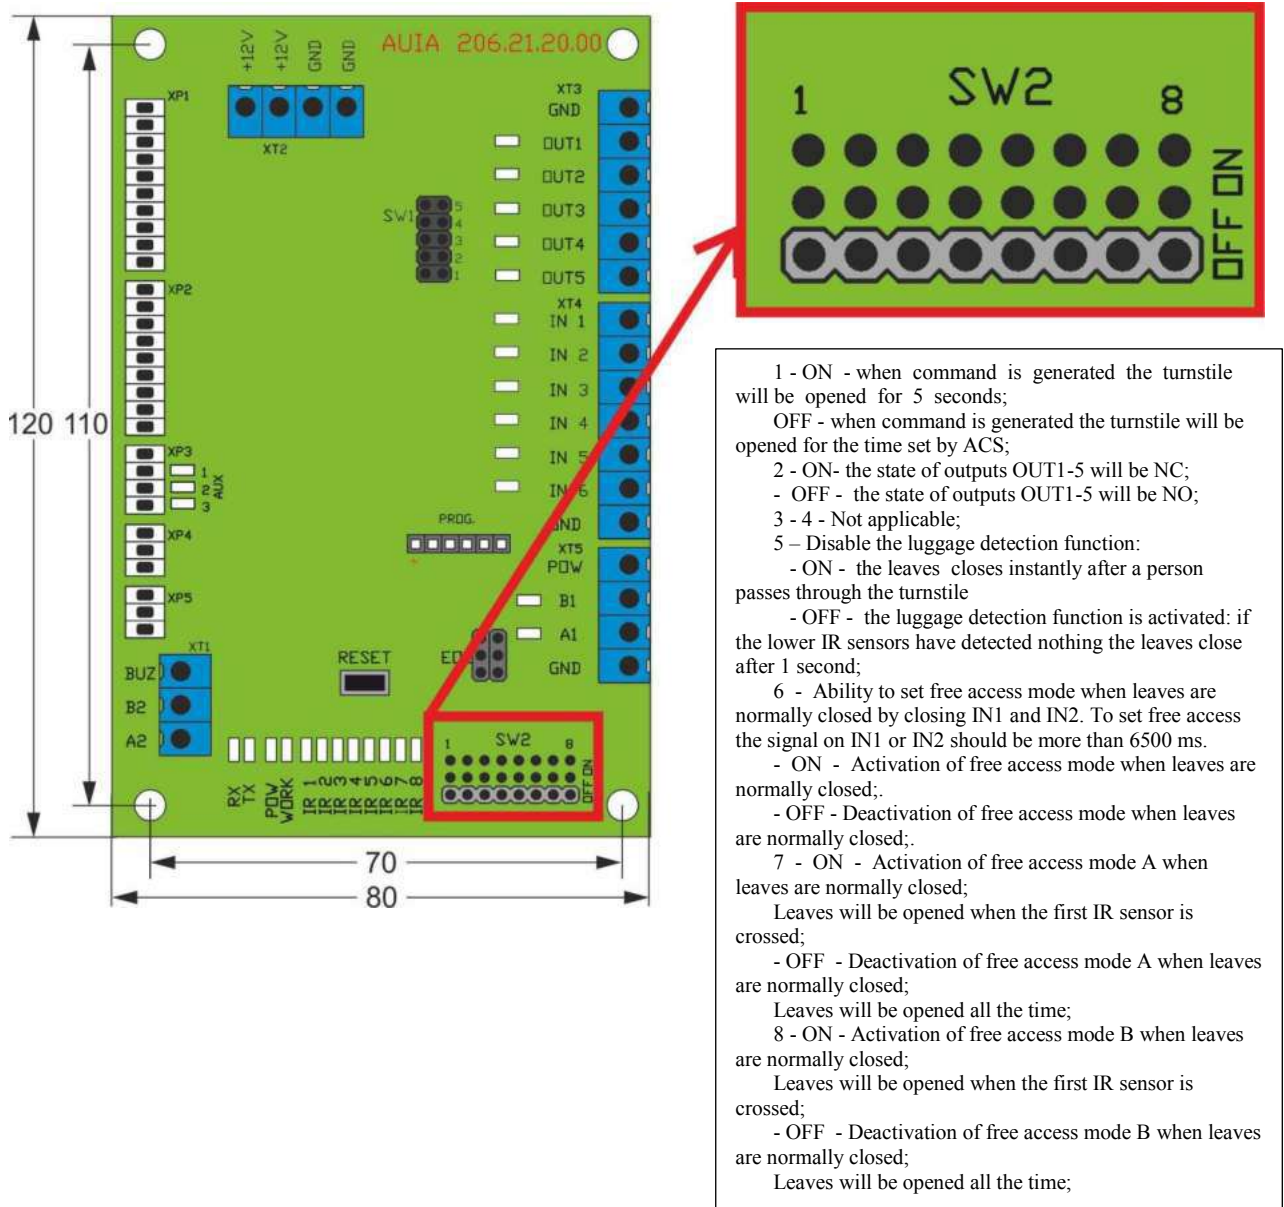 AUIA 206.21.20.00
+12V
+12V
GND
GND
XT2
XP1
XP2
XP3
1
2
3
AUX
XP4
XP5
XT1
BUZ
B2
A2
SW1
5
4
3
2
1
XT3
GND
OUT1
OUT2
OUT3
OUT4
OUT5
XT4
IN 1
IN 2
IN 3
IN 4
IN 5
IN 6
GND
XT5
POW
B1
A1
GND
PROG.
+
RESET
RX
TX
POW
WORK
IR 1
IR 2
IR 3
IR 4
IR 5
IR 6
IR 7
IR 8
1 SW2 8
OFF ON
120
110
70
80
1 SW2 8
OFF ON
1 - ON - when command is generated the turnstile
will be opened for 5 seconds;
OFF - when command is generated the turnstile will be
opened for the time set by ACS;
2 - ON- the state of outputs OUT1-5 will be NC;
- OFF - the state of outputs OUT1-5 will be NO;
3 - 4 - Not applicable;
5 – Disable the luggage detection function:
- ON - the leaves closes instantly after a person
passes through the turnstile
- OFF - the luggage detection function is activated: if
the lower IR sensors have detected nothing the leaves close
after 1 second;
6 - Ability to set free access mode when leaves are
normally closed by closing IN1 and IN2. To set free access
the signal on IN1 or IN2 should be more than 6500 ms.
- ON - Activation of free access mode when leaves are
normally closed;.
- OFF - Deactivation of free access mode when leaves
are normally closed;.
7 - ON - Activation of free access mode A when
leaves are normally closed;
Leaves will be opened when the first IR sensor is
crossed;
- OFF - Deactivation of free access mode A when leaves
are normally closed;
Leaves will be opened all the time;
8 - ON - Activation of free access mode B when leaves
are normally closed;
Leaves will be opened when the first IR sensor is
crossed;
- OFF - Deactivation of free access mode B when leaves
are normally closed;
Leaves will be opened all the time;